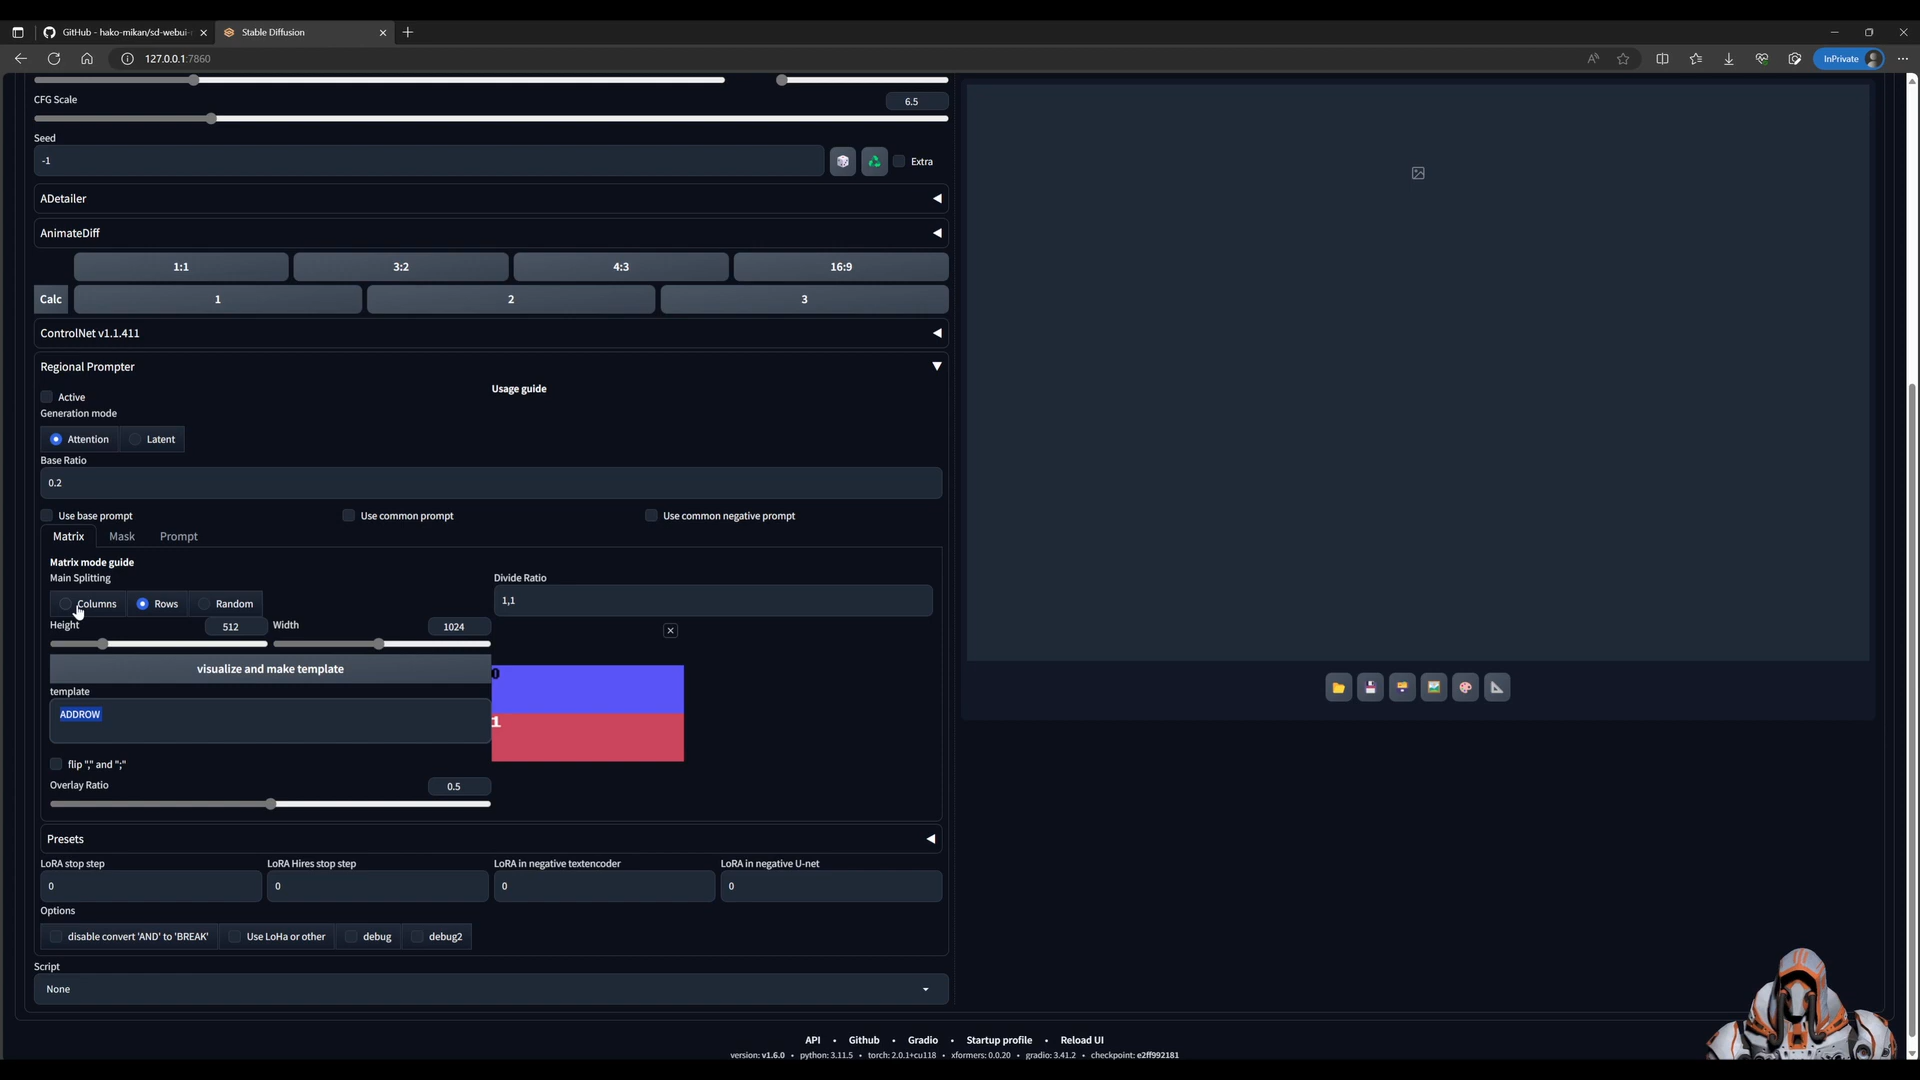 GitHub - hako-mikan/sd-webui-
Stable Diffusion
127.0.0.1:7860
InPrivate
CFG Scale
6.5
Seed
-1
Extra
ADetailer
AnimateDiff
1:1
3:2
4:3
16:9
Calc
1
2
3
ControlNet v1.1.411
Regional Prompter
Active
Usage guide
Generation mode
Attention
Latent
Base Ratio
0.2
Use base prompt
Use common prompt
Use common negative prompt
Matrix
Mask
Prompt
Matrix mode guide
Main Splitting
Columns
Rows
Random
Divide Ratio
1,1
Height
512
Width
1024
visualize and make template
template
ADDROW
0
1
flip "," and ";"
Overlay Ratio
0.5
Presets
LoRA stop step
LoRA Hires stop step
LoRA in negative textencoder
LoRA in negative U-net
0
0
0
0
Options
disable convert 'AND' to 'BREAK'
Use LoHa or other
debug
debug2
Script
None
API • Github • Gradio • Startup profile • Reload UI
version: v1.6.0 • python: 3.11.5 • torch: 2.0.1+cu118 • xformers: 0.0.20 • gradio: 3.41.2 • checkpoint: e2ff992181